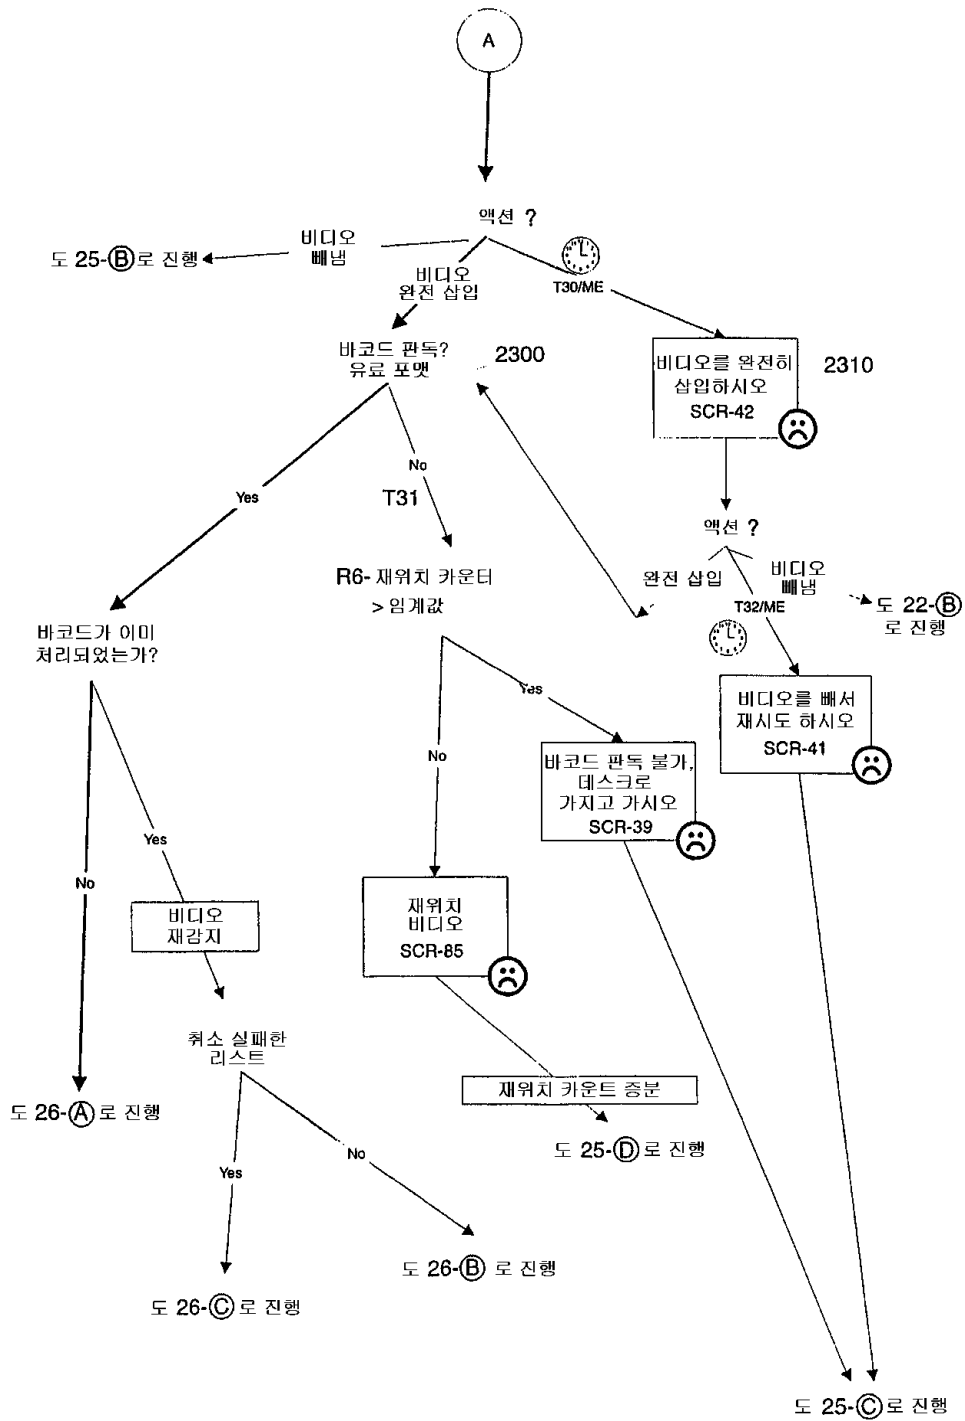 A
액션 ?
비디오
빼냄
도 25-Ⓑ로 진행
비디오
완전 삽입
T30/ME
바코드 판독?
유료 포맷
2300
비디오를 완전히
삽입하시오
SCR-42
2310
Yes
No
T31
액션 ?
완전 삽입
비디오
빼냄
T32/ME
도 22-Ⓑ
로 진행
R6- 재위치 카운터
> 임계값
바코드가 이미
처리되었는가?
비디오를 빼서
재시도 하시오
SCR-41
Yes
No
바코드 판독 불가,
데스크로
가지고 가시오
SCR-39
Yes
No
비디오
재감지
재위치
비디오
SCR-85
취소 실패한
리스트
재위치 카운트 증분
도 26-Ⓐ로 진행
도 25-Ⓓ로 진행
No
Yes
도 26-Ⓑ 로 진행
도 26-Ⓒ로 진행
도 25-Ⓒ로 진행